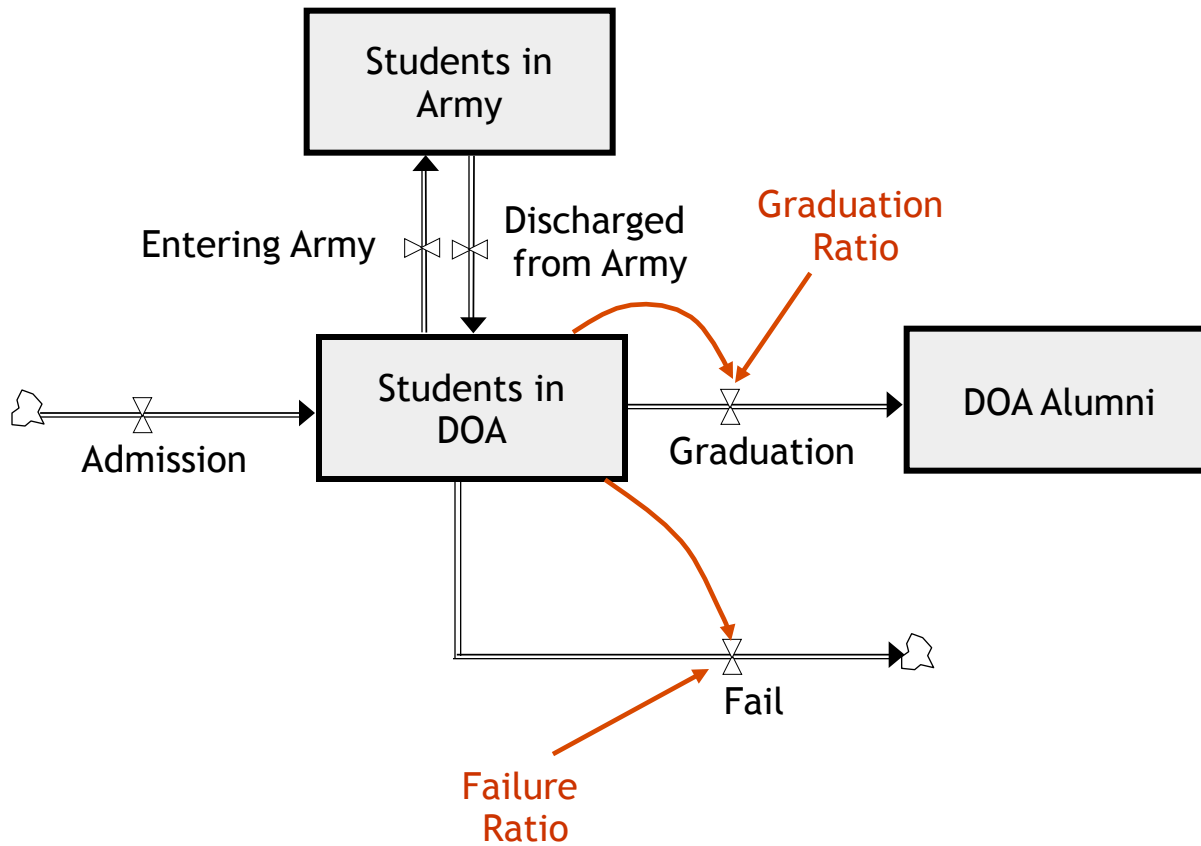 Students in
Army
Entering Army
Discharged
from Army
Graduation
Ratio
Students in
DOA
DOA Alumni
Admission
Graduation
Fail
Failure
Ratio